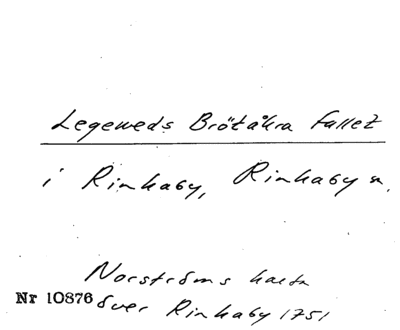 Legeweds Brötåkra fallet
i Rinkaby, Rinkaby sn.
Norströms karta
Nr 10876 över Rinkaby 1751